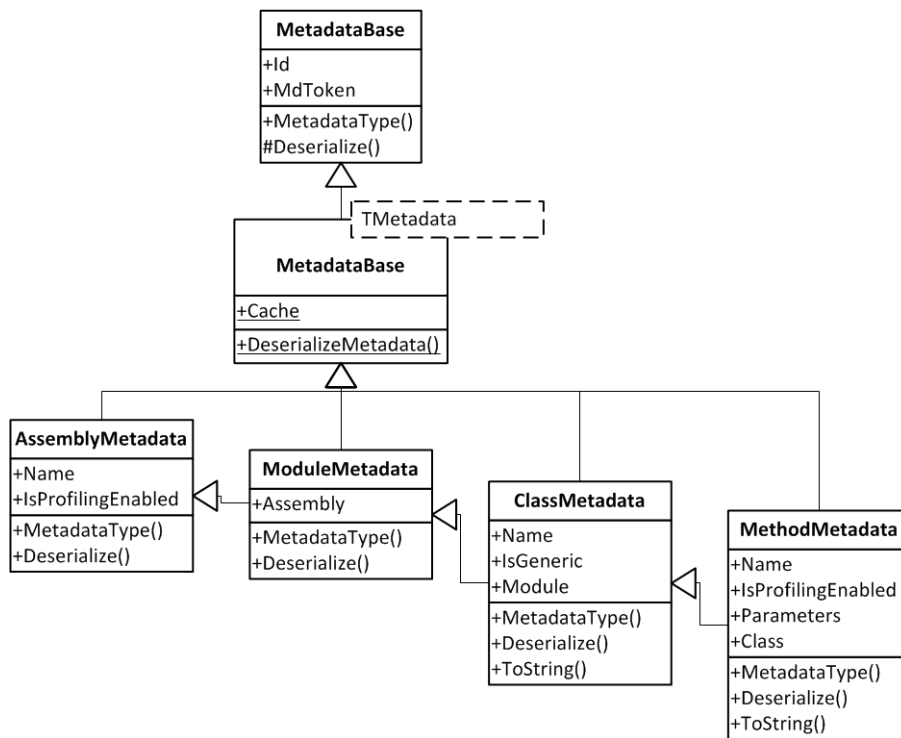 MetadataBase
+Id
+MdToken
+MetadataType()
#Deserialize()
TMetadata
MetadataBase
+Cache
+DeserializeMetadata()
AssemblyMetadata
+Name
+IsProfilingEnabled
+MetadataType()
+Deserialize()
ModuleMetadata
+Assembly
+MetadataType()
+Deserialize()
ClassMetadata
+Name
+IsGeneric
+Module
+MetadataType()
+Deserialize()
+ToString()
MethodMetadata
+Name
+IsProfilingEnabled
+Parameters
+Class
+MetadataType()
+Deserialize()
+ToString()